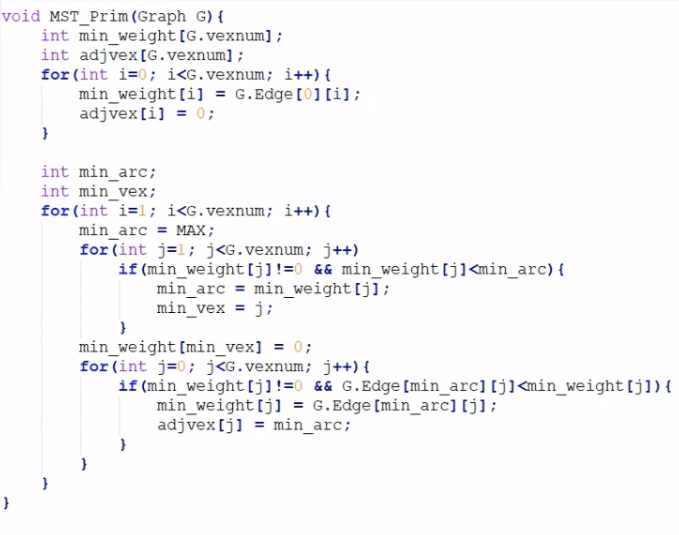 void MST_Prim(Graph G){
    int min_weight[G.vexnum];
    int adjvex[G.vexnum];
    for(int i=0; i<G.vexnum; i++){
        min_weight[i] = G.Edge[0][i];
        adjvex[i] = 0;
    }

    int min_arc;
    int min_vex;
    for(int i=1; i<G.vexnum; i++){
        min_arc = MAX;
        for(int j=1; j<G.vexnum; j++)
            if(min_weight[j]!=0 && min_weight[j]<min_arc){
                min_arc = min_weight[j];
                min_vex = j;
            }
        min_weight[min_vex] = 0;
        for(int j=0; j<G.vexnum; j++){
            if(min_weight[j]!=0 && G.Edge[min_arc][j]<min_weight[j]){
                min_weight[j] = G.Edge[min_arc][j];
                adjvex[j] = min_arc;
            }
        }
    }
}